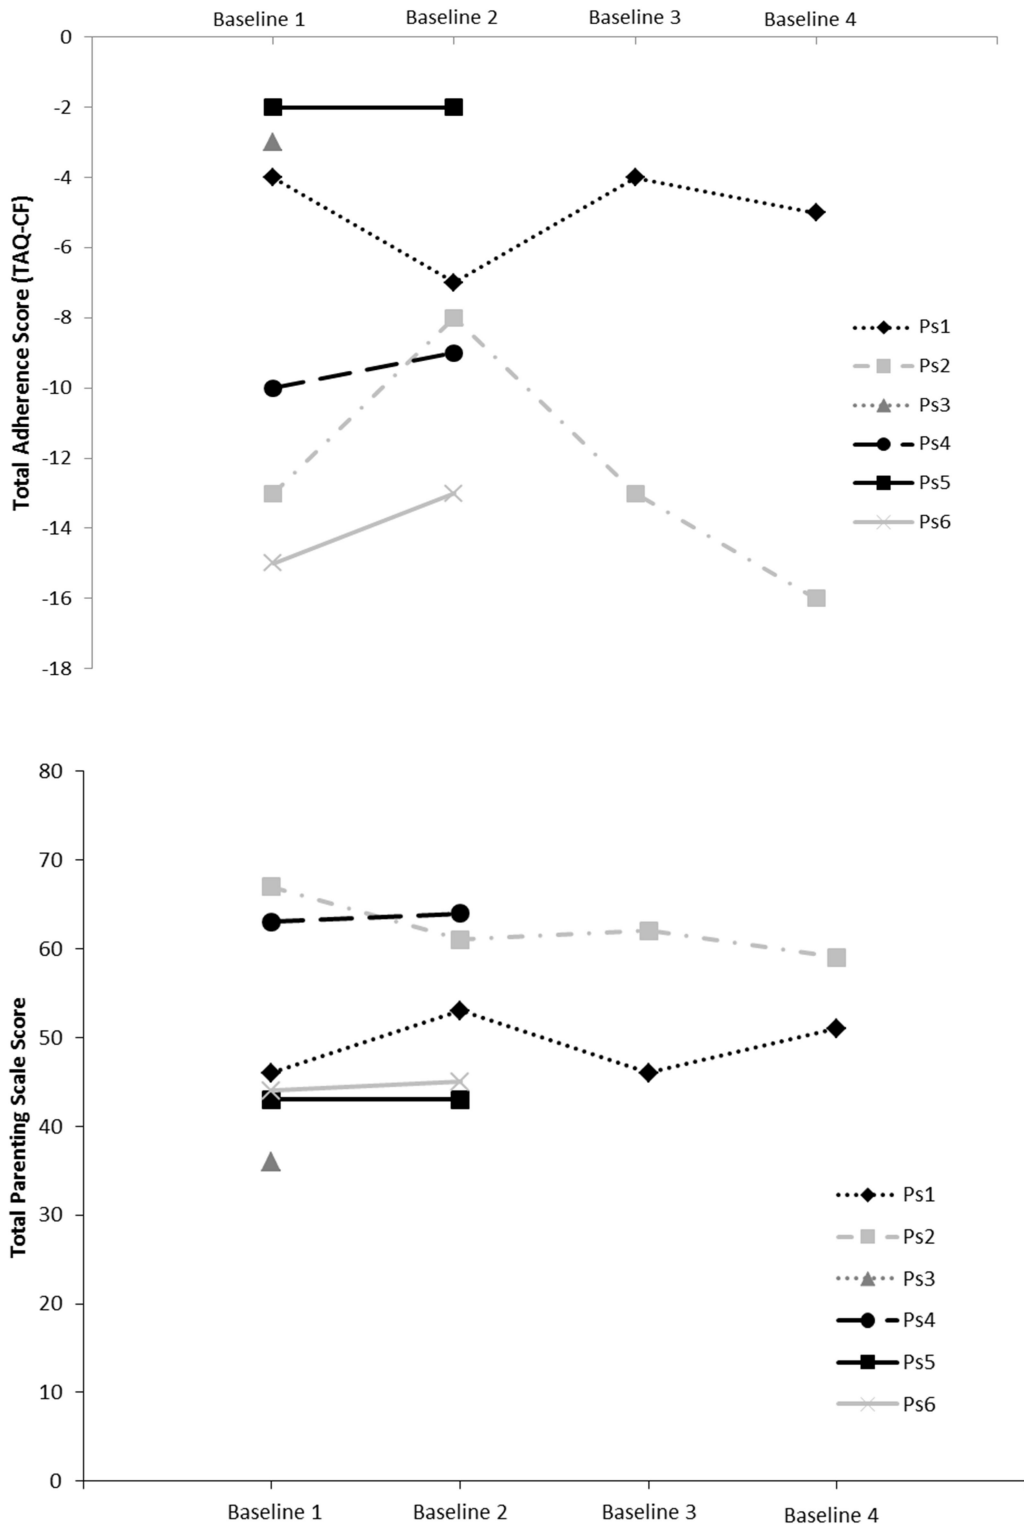 Baseline 1 Baseline 2 Baseline 3 Baseline 4
0
-2
-4
-6
-8
-10
-12
-14
-16
-18
Total Adherence Score (TAQ-CF)
Ps1
Ps2
Ps3
Ps4
Ps5
Ps6
80
70
60
50
40
30
20
10
0
Total Parenting Scale Score
Ps1
Ps2
Ps3
Ps4
Ps5
Ps6
Baseline 1 Baseline 2 Baseline 3 Baseline 4